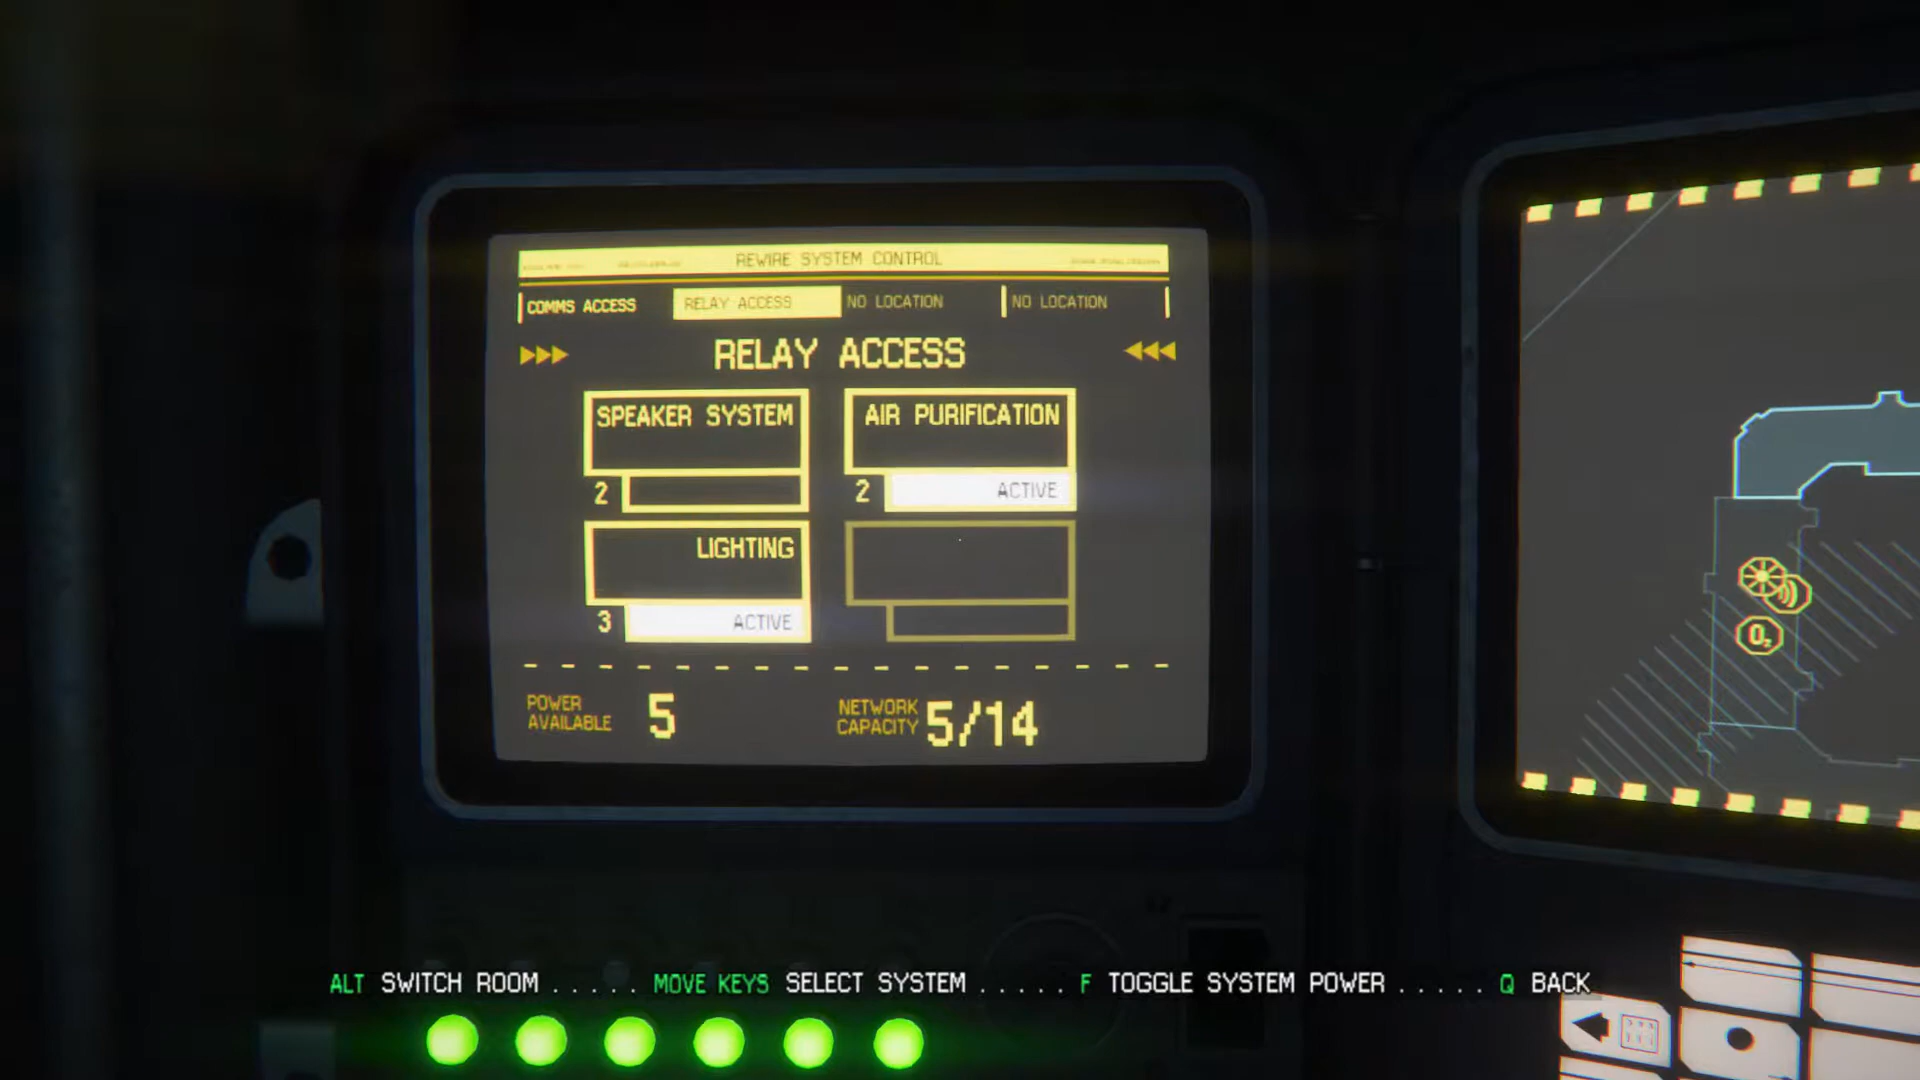 REWIRE SYSTEM CONTROL
COMMS ACCESS RELAY ACCESS NO LOCATION NO LOCATION
RELAY ACCESS
SPEAKER SYSTEM AIR PURIFICATION
2 2 ACTIVE
LIGHTING
3 ACTIVE
POWER AVAILABLE 5 NETWORK CAPACITY 5/14
O2
ALT SWITCH ROOM ..... MOVE KEYS SELECT SYSTEM ..... F TOGGLE SYSTEM POWER ..... Q BACK